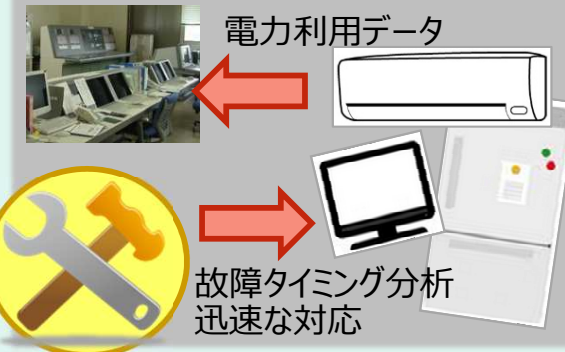 電力利用データ
故障タイミング分析
迅速な対応